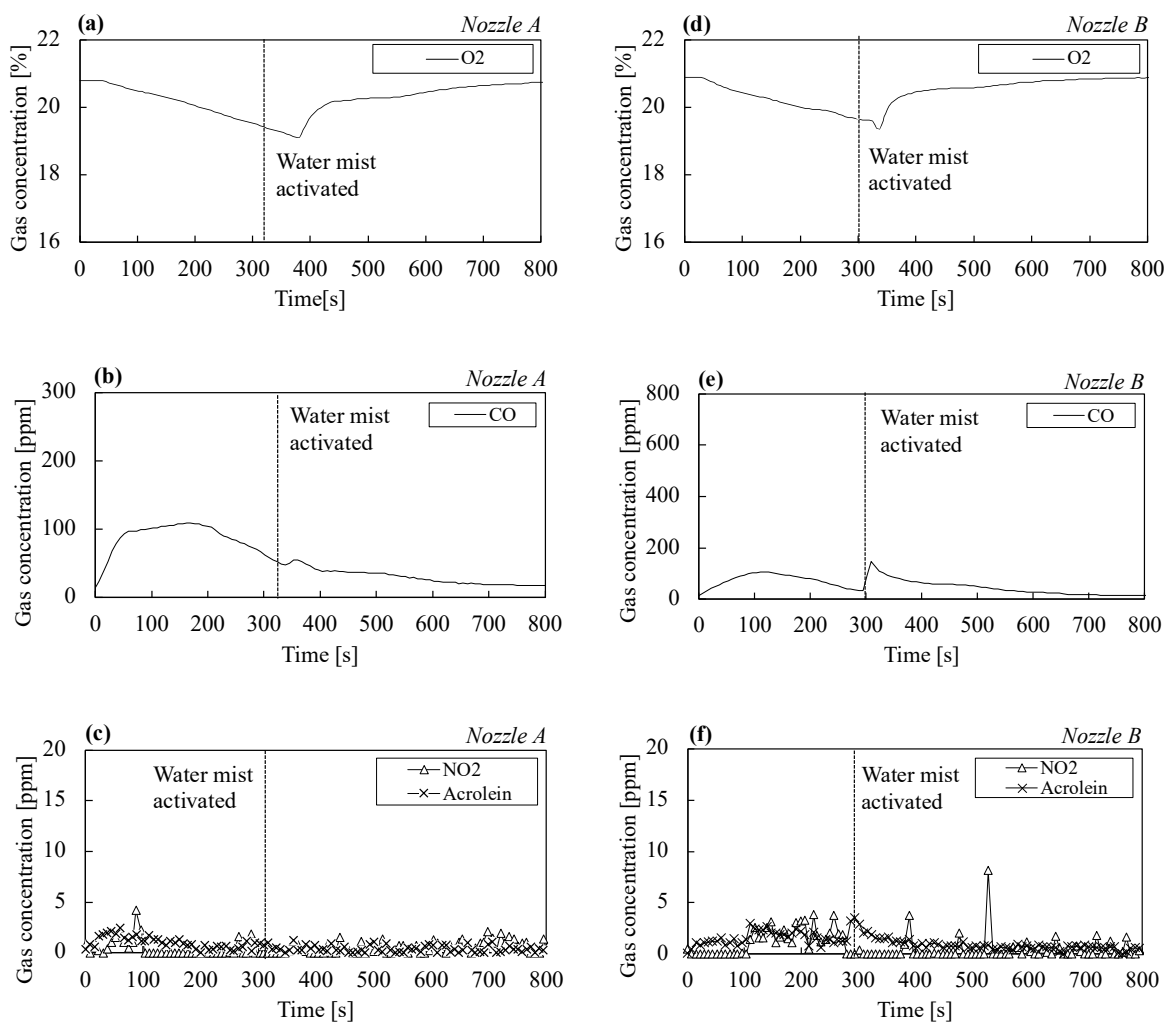 (a)
Nozzle A
Gas concentration [%]
22
20
18
16
O2
Water mist
activated
0 100 200 300 400 500 600 700 800
Time[s]
(d)
Nozzle B
Gas concentration [%]
22
20
18
16
O2
Water mist
activated
0 100 200 300 400 500 600 700 800
Time [s]
(b)
Nozzle A
Gas concentration [ppm]
300
200
100
0
CO
Water mist
activated
0 100 200 300 400 500 600 700 800
Time [s]
(e)
Nozzle B
Gas concentration [ppm]
800
600
400
200
0
CO
Water mist
activated
0 100 200 300 400 500 600 700 800
Time [s]
(c)
Nozzle A
Gas concentration [ppm]
20
15
10
5
0
NO2
Acrolein
Water mist
activated
0 100 200 300 400 500 600 700 800
Time [s]
(f)
Nozzle B
Gas concentration [ppm]
20
15
10
5
0
NO2
Acrolein
Water mist
activated
0 100 200 300 400 500 600 700 800
Time [s]